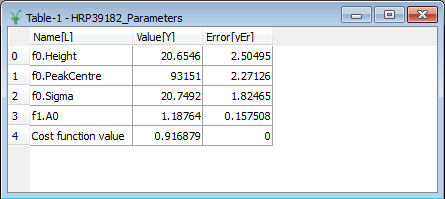 Table-1 - HRP39182_Parameters
Name[L] Value[Y] Error[yEr]
0 f0.Height 20.6546 2.50495
1 f0.PeakCentre 93151 2.27126
2 f0.Sigma 20.7492 1.82465
3 f1.A0 1.18764 0.157508
4 Cost function value 0.916879 0